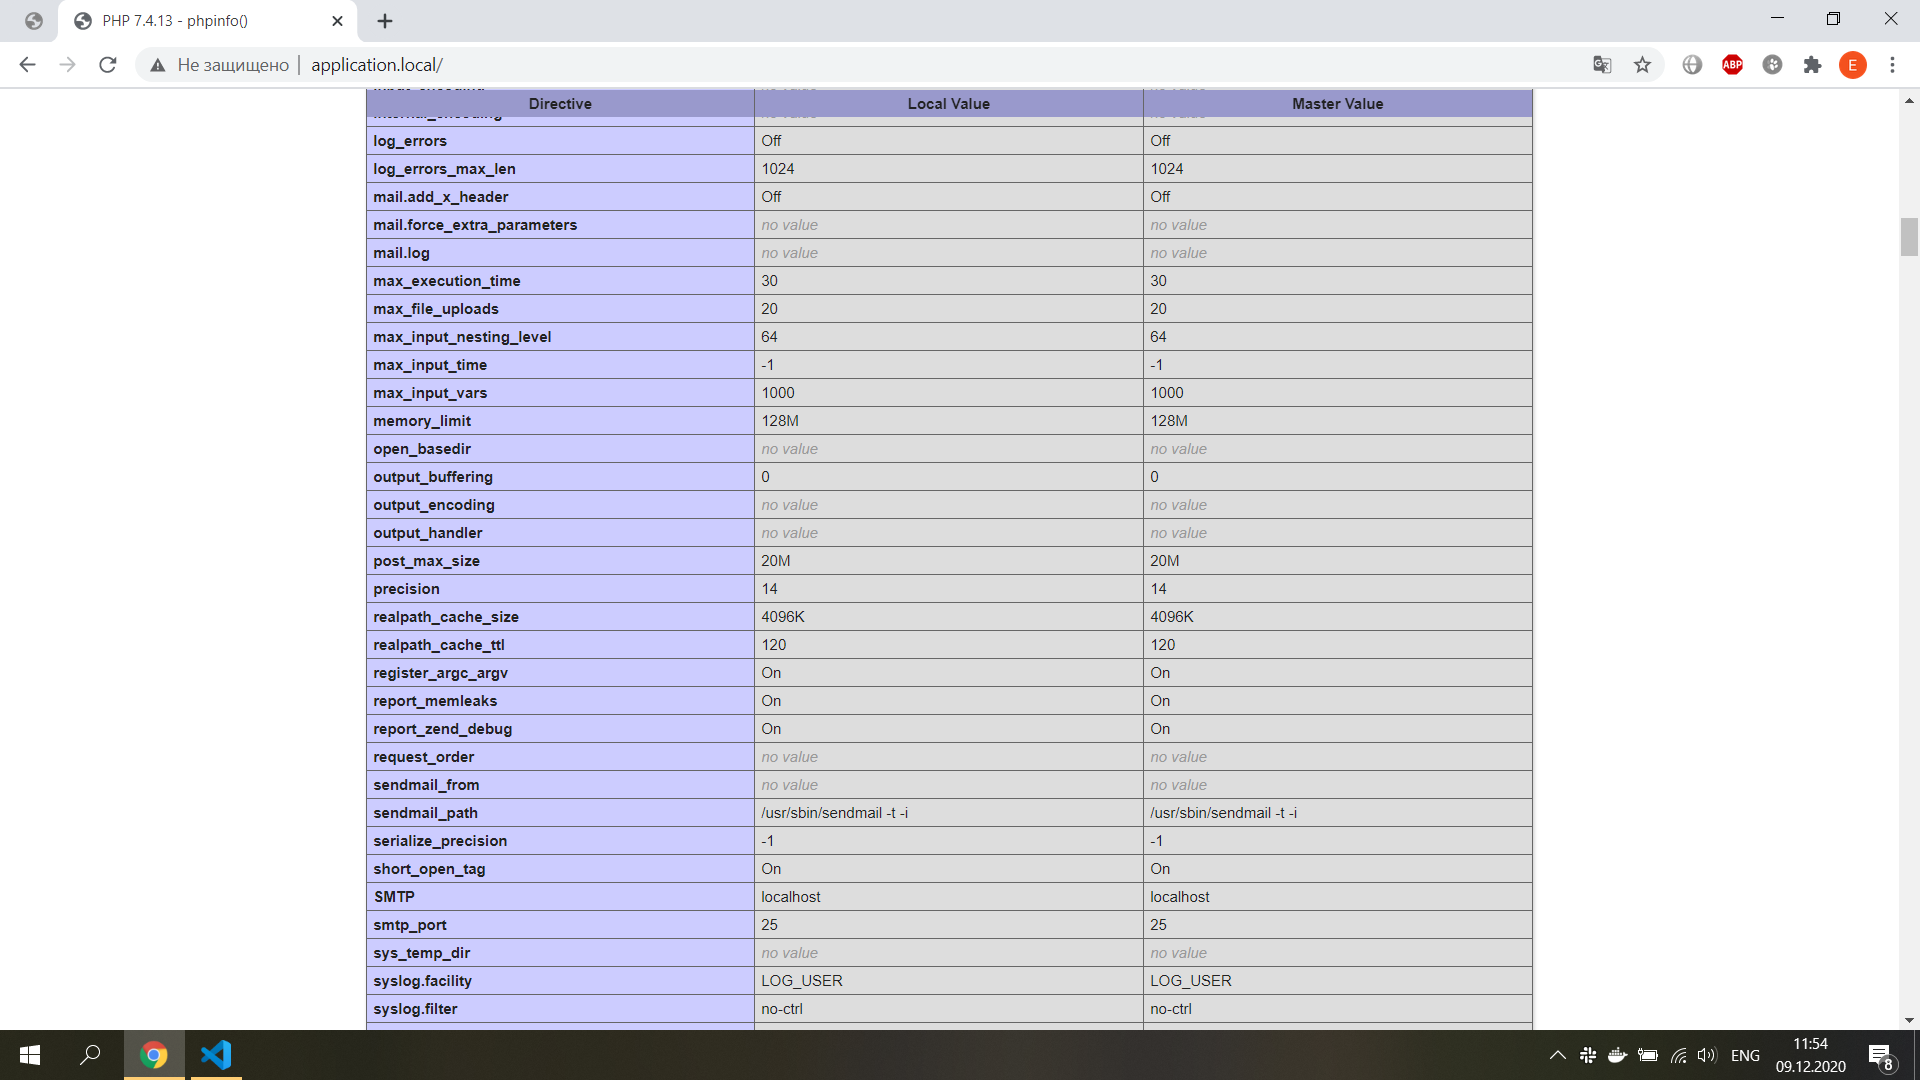 PHP 7.4.13 - phpinfo()
Не защищено | application.local/
ABP
E
Directive Local Value Master Value
log_errors Off Off
log_errors_max_len 1024 1024
mail.add_x_header Off Off
mail.force_extra_parameters no value no value
mail.log no value no value
max_execution_time 30 30
max_file_uploads 20 20
max_input_nesting_level 64 64
max_input_time -1 -1
max_input_vars 1000 1000
memory_limit 128M 128M
open_basedir no value no value
output_buffering 0 0
output_encoding no value no value
output_handler no value no value
post_max_size 20M 20M
precision 14 14
realpath_cache_size 4096K 4096K
realpath_cache_ttl 120 120
register_argc_argv On On
report_memleaks On On
report_zend_debug On On
request_order no value no value
sendmail_from no value no value
sendmail_path /usr/sbin/sendmail -t -i /usr/sbin/sendmail -t -i
serialize_precision -1 -1
short_open_tag On On
SMTP localhost localhost
smtp_port 25 25
sys_temp_dir no value no value
syslog.facility LOG_USER LOG_USER
syslog.filter no-ctrl no-ctrl
ENG
11:54
09.12.2020
8